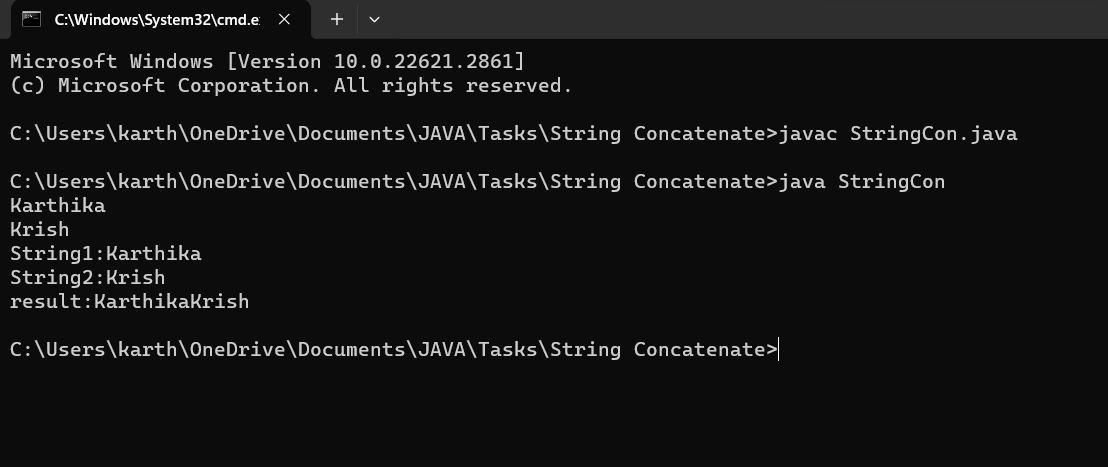 C:\Windows\System32\cmd.e
Microsoft Windows [Version 10.0.22621.2861]
(c) Microsoft Corporation. All rights reserved.
C:\Users\karth\OneDrive\Documents\JAVA\Tasks\String Concatenate>javac StringCon.java
C:\Users\karth\OneDrive\Documents\JAVA\Tasks\String Concatenate>java StringCon
Karthika
Krish
String1:Karthika
String2:Krish
result:KarthikaKrish
C:\Users\karth\OneDrive\Documents\JAVA\Tasks\String Concatenate>